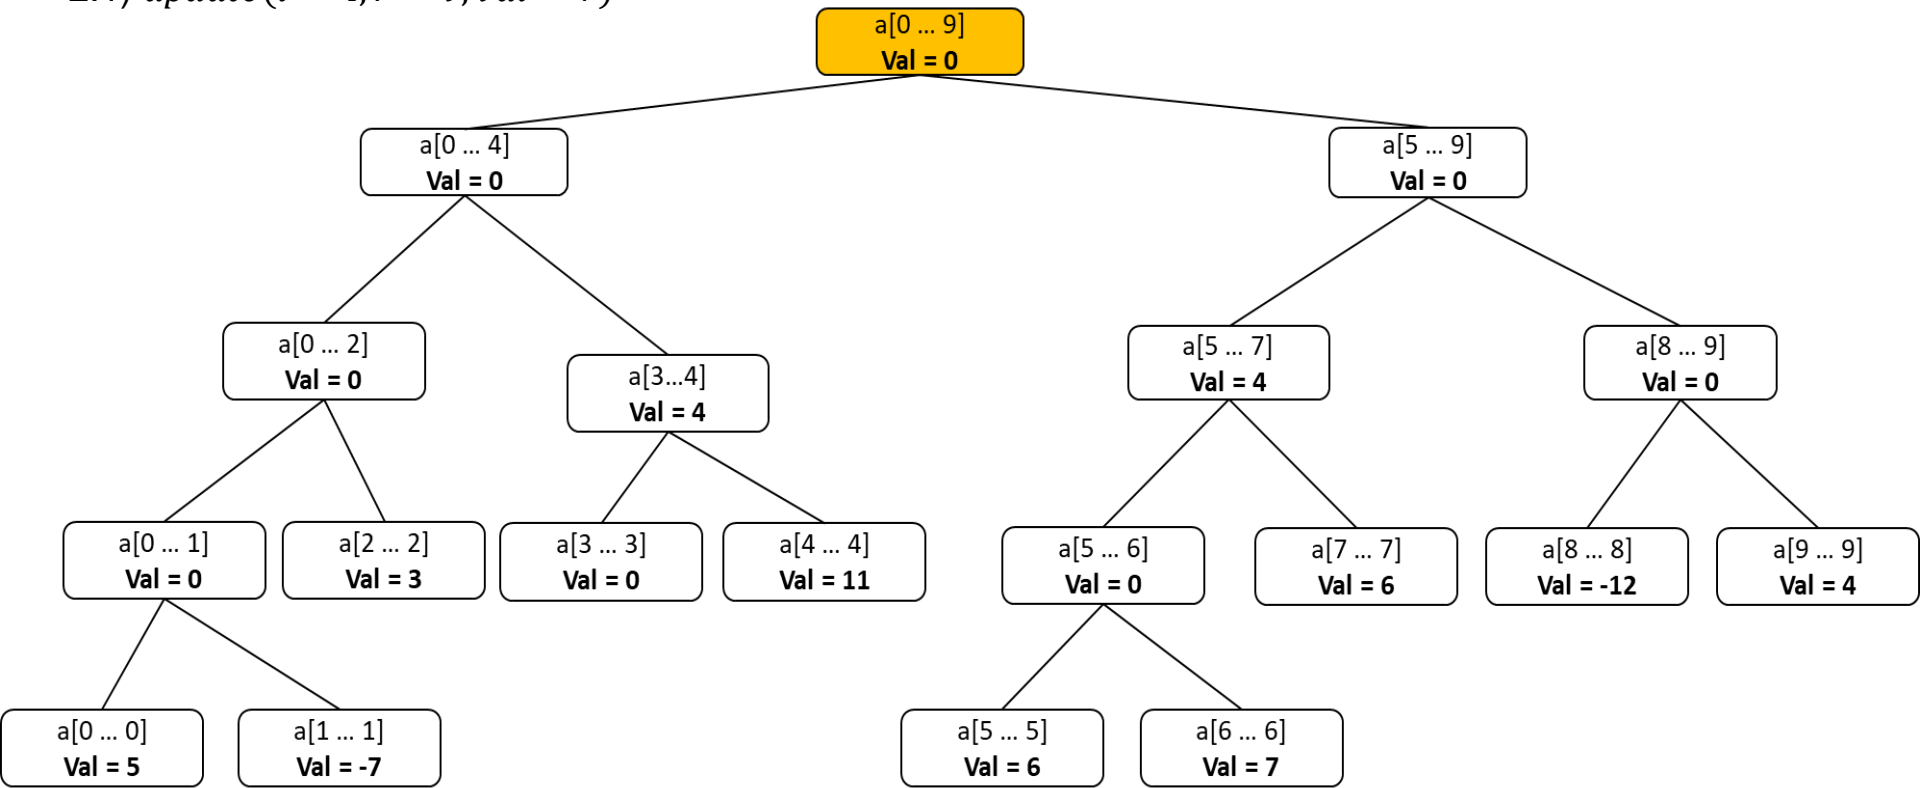 a[0 ... 9]
Val = 0
a[0 ... 4]
Val = 0
a[5 ... 9]
Val = 0
a[0 ... 2]
Val = 0
a[3...4]
Val = 4
a[5 ... 7]
Val = 4
a[8 ... 9]
Val = 0
a[0 ... 1]
Val = 0
a[2 ... 2]
Val = 3
a[3 ... 3]
Val = 0
a[4 ... 4]
Val = 11
a[5 ... 6]
Val = 0
a[7 ... 7]
Val = 6
a[8 ... 8]
Val = -12
a[9 ... 9]
Val = 4
a[0 ... 0]
Val = 5
a[1 ... 1]
Val = -7
a[5 ... 5]
Val = 6
a[6 ... 6]
Val = 7